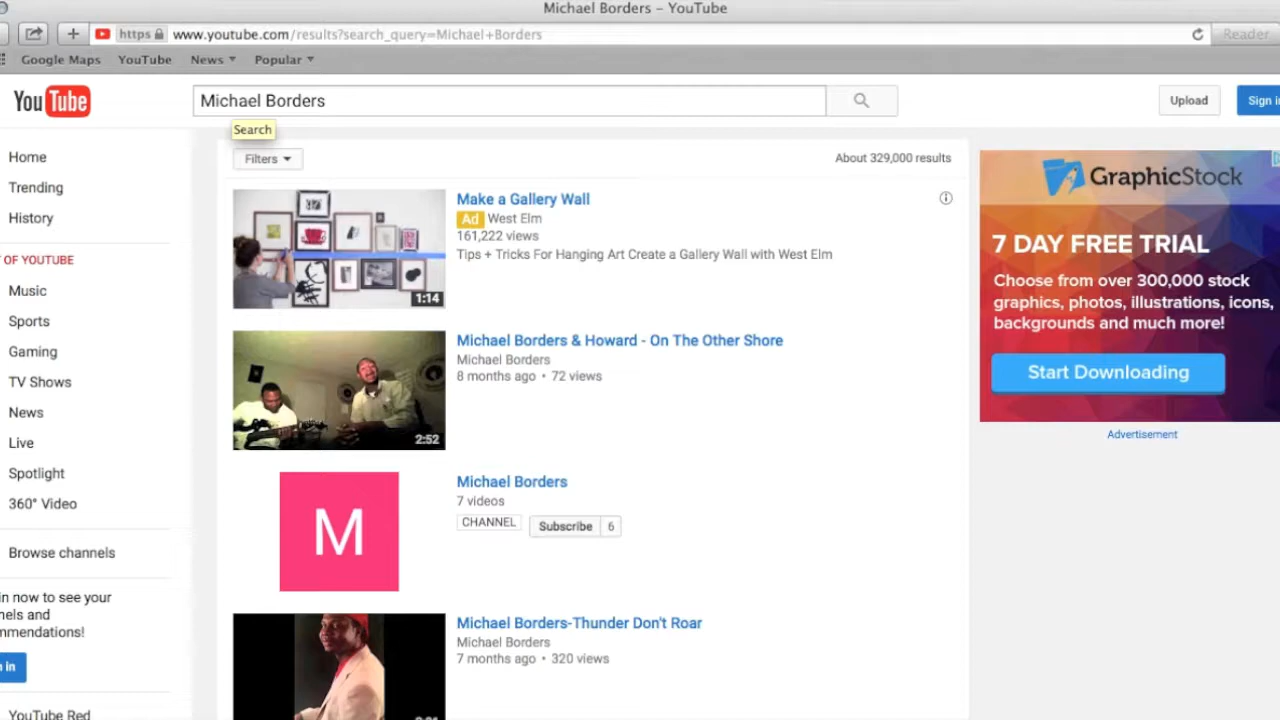 Michael Borders – YouTube
https www.youtube.com/results?search_query=Michael+Borders Reader
Google Maps YouTube News Popular
YouTube Michael Borders Upload Sign i
Search
Filters About 329,000 results
Home
Trending
History
OF YOUTUBE
Music
Sports
Gaming
TV Shows
News
Live
Spotlight
360° Video
Browse channels
in now to see your
nels and
mmendations!
n in
YouTube Red
Make a Gallery Wall
Ad West Elm
161,222 views
Tips + Tricks For Hanging Art Create a Gallery Wall with West Elm
1:14
Michael Borders & Howard - On The Other Shore
Michael Borders
8 months ago • 72 views
2:52
M
Michael Borders
7 videos
CHANNEL Subscribe 6
Michael Borders-Thunder Don't Roar
Michael Borders
7 months ago • 320 views
GraphicStock
7 DAY FREE TRIAL
Choose from over 300,000 stock
graphics, photos, illustrations, icons,
backgrounds and much more!
Start Downloading
Advertisement